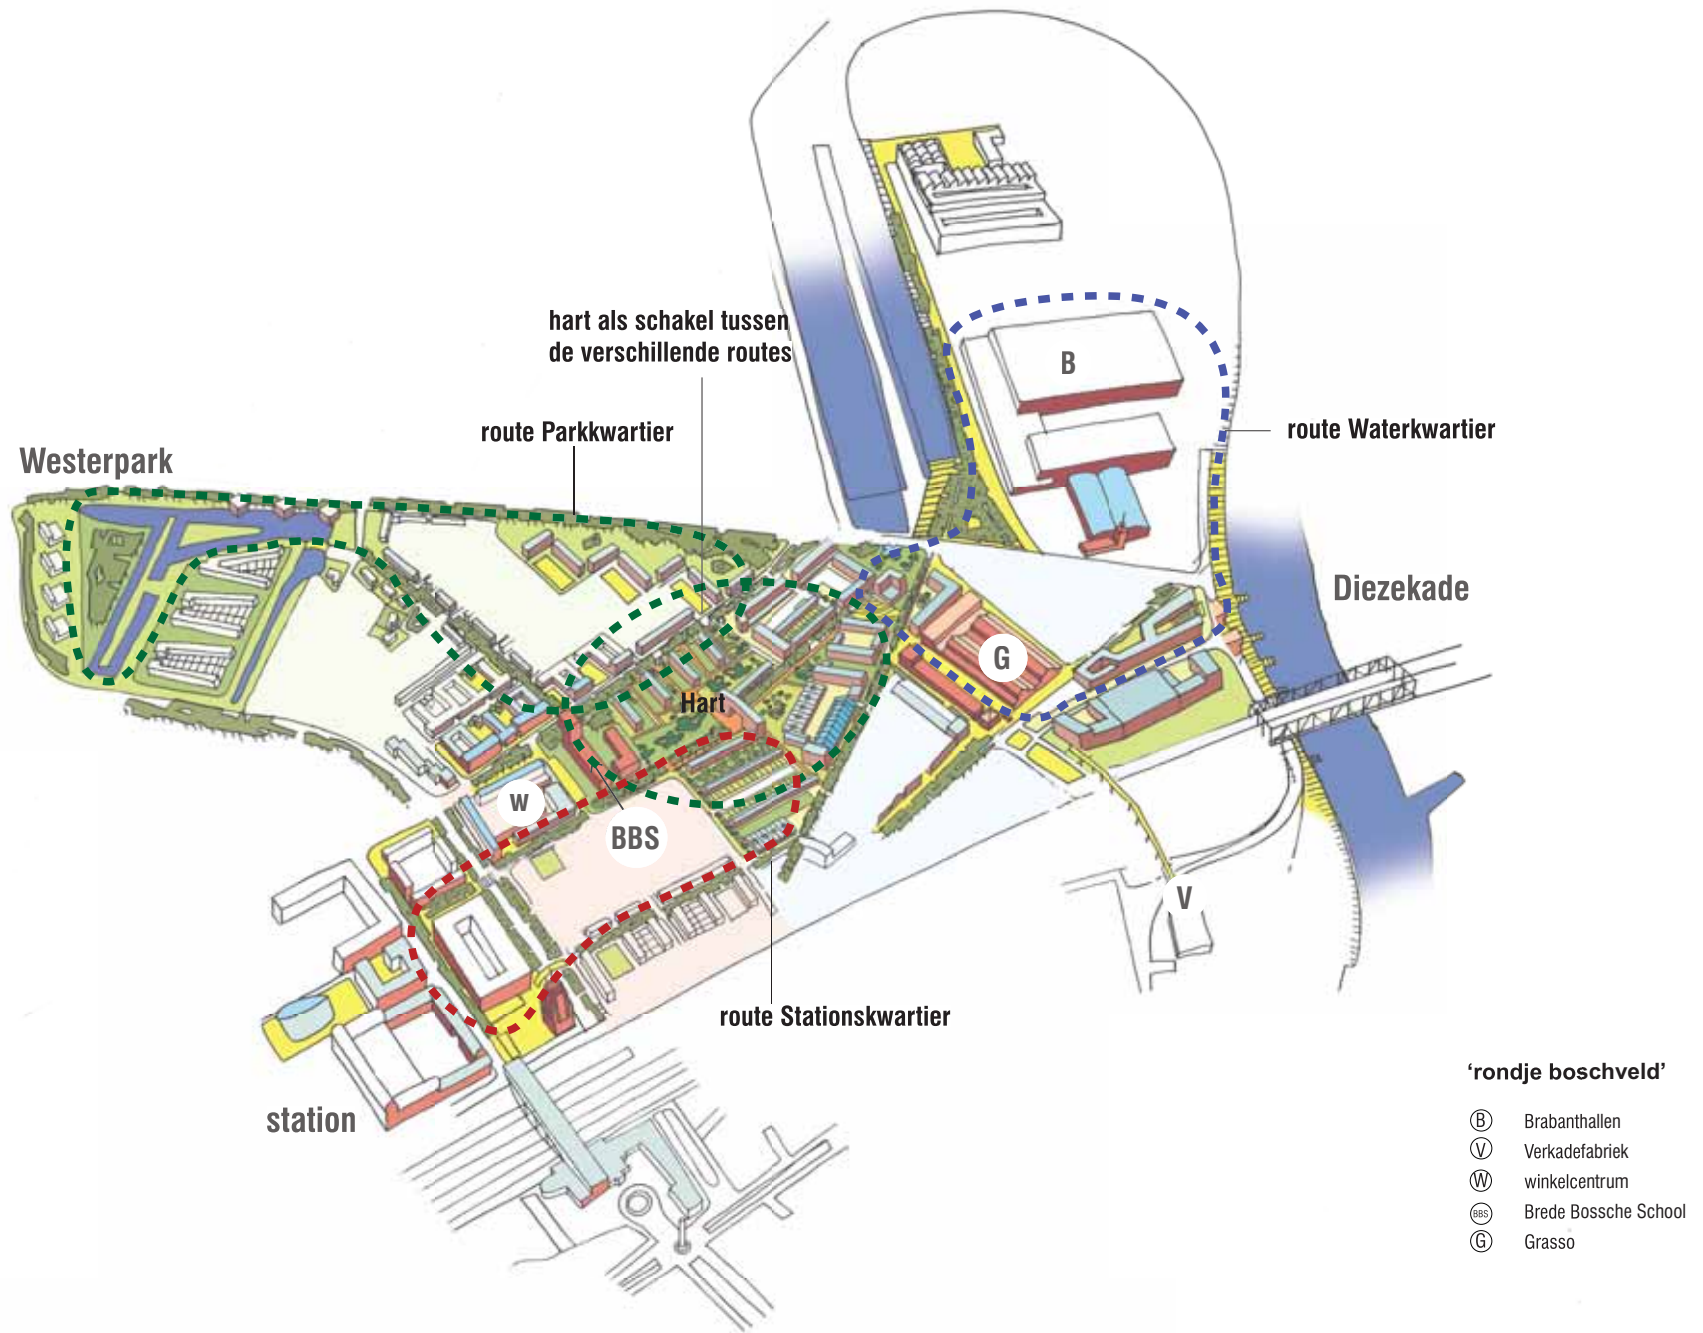 hart als schakel tussen
de verschillende routes
B
route Parkkwartier
route Waterkwartier
Westerpark
Diezekade
G
Hart
W
BBS
V
route Stationskwartier
station
‘rondje boschveld’
B Brabanthallen
V Verkadefabriek
W winkelcentrum
BBS Brede Bossche School
G Grasso